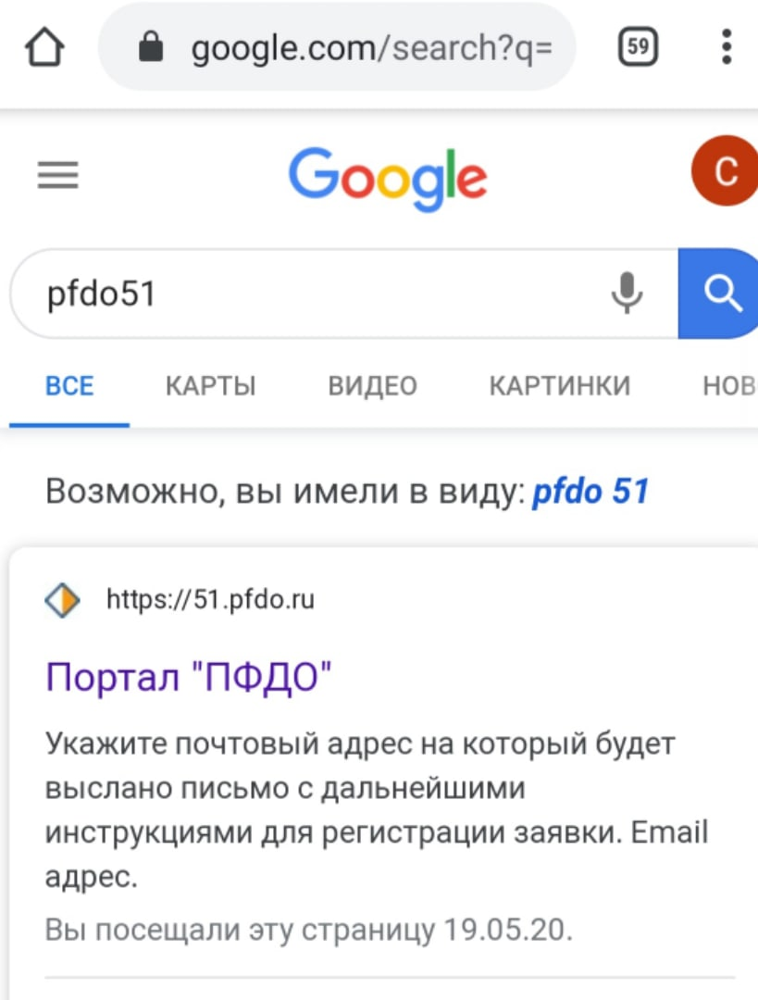 google.com/search?q=
59
Google
C
pfdo51
ВСЕ КАРТЫ ВИДЕО КАРТИНКИ НОВ
Возможно, вы имели в виду: pfdo 51
https://51.pfdo.ru
Портал "ПФДО"
Укажите почтовый адрес на который будет
выслано письмо с дальнейшими
инструкциями для регистрации заявки. Email
адрес.
Вы посещали эту страницу 19.05.20.